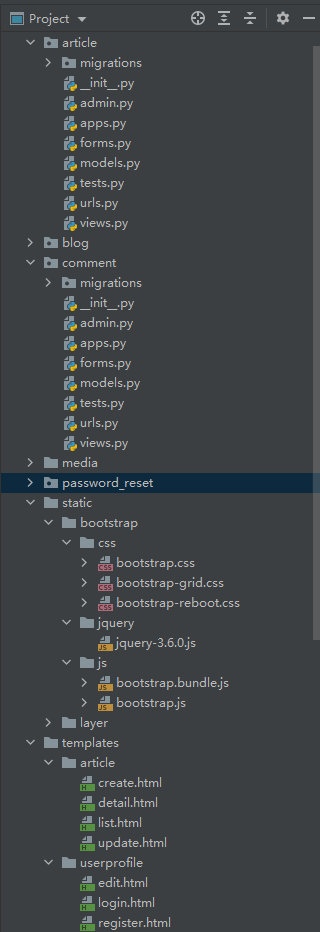 Project
article
migrations
__init__.py
admin.py
apps.py
forms.py
models.py
tests.py
urls.py
views.py
blog
comment
migrations
__init__.py
admin.py
apps.py
forms.py
models.py
tests.py
urls.py
views.py
media
password_reset
static
bootstrap
css
bootstrap.css
bootstrap-grid.css
bootstrap-reboot.css
jquery
jquery-3.6.0.js
js
bootstrap.bundle.js
bootstrap.js
layer
templates
article
create.html
detail.html
list.html
update.html
userprofile
edit.html
login.html
register.html